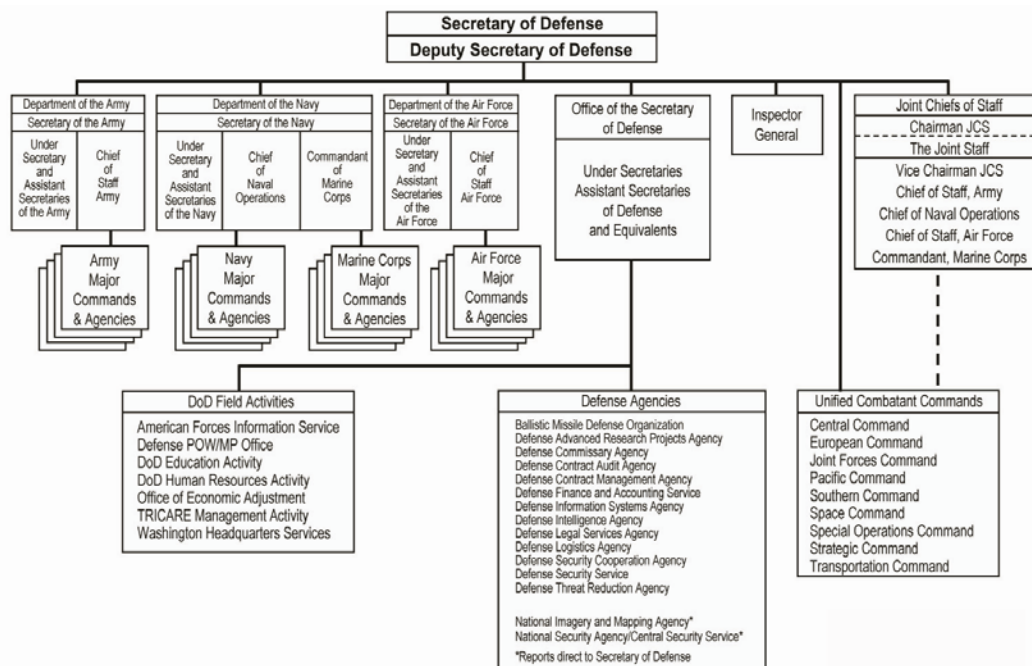 Secretary of Defense
Deputy Secretary of Defense
Department of the Army
Secretary of the Army
Under
Secretary
and
Assistant
Secretaries
of the Army
Chief
of
Staff
Army
Department of the Navy
Secretary of the Navy
Under
Secretary
and
Assistant
Secretaries
of the Navy
Chief
of
Naval
Operations
Commandant
of
Marine
Corps
Department of the Air Force
Secretary of the Air Force
Under
Secretary
and
Assistant
Secretaries
of the
Air Force
Chief
of
Staff
Air Force
Office of the Secretary
of Defense
Under Secretaries
Assistant Secretaries
of Defense
and Equivalents
Inspector
General
Joint Chiefs of Staff
Chairman JCS
The Joint Staff
Vice Chairman JCS
Chief of Staff, Army
Chief of Naval Operations
Chief of Staff, Air Force
Commandant, Marine Corps
Army
Major
Commands
& Agencies
Navy
Major
Commands
& Agencies
Marine Corps
Major
Commands
& Agencies
Air Force
Major
Commands
& Agencies
DoD Field Activities
American Forces Information Service
Defense POW/MP Office
DoD Education Activity
DoD Human Resources Activity
Office of Economic Adjustment
TRICARE Management Activity
Washington Headquarters Services
Defense Agencies
Ballistic Missile Defense Organization
Defense Advanced Research Projects Agency
Defense Commissary Agency
Defense Contract Audit Agency
Defense Contract Management Agency
Defense Finance and Accounting Service
Defense Information Systems Agency
Defense Intelligence Agency
Defense Legal Services Agency
Defense Logistics Agency
Defense Security Cooperation Agency
Defense Security Service
Defense Threat Reduction Agency
National Imagery and Mapping Agency*
National Security Agency/Central Security Service*
*Reports direct to Secretary of Defense
Unified Combatant Commands
Central Command
European Command
Joint Forces Command
Pacific Command
Southern Command
Space Command
Special Operations Command
Strategic Command
Transportation Command